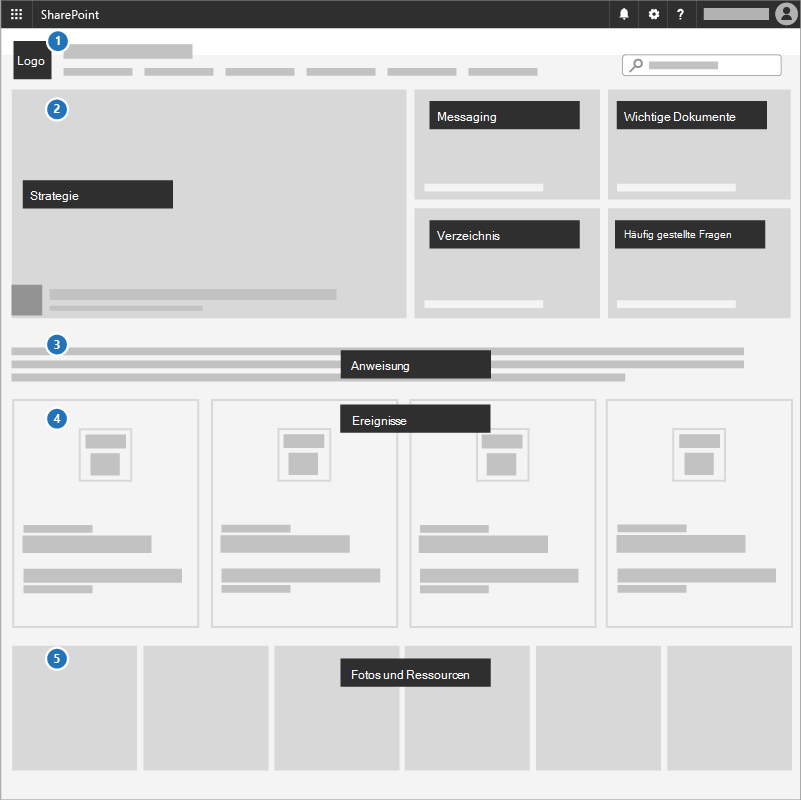 SharePoint
?
1
Logo
2
Messaging
Wichtige Dokumente
Strategie
Verzeichnis
Häufig gestellte Fragen
3
Anweisung
4
Ereignisse
5
Fotos und Ressourcen